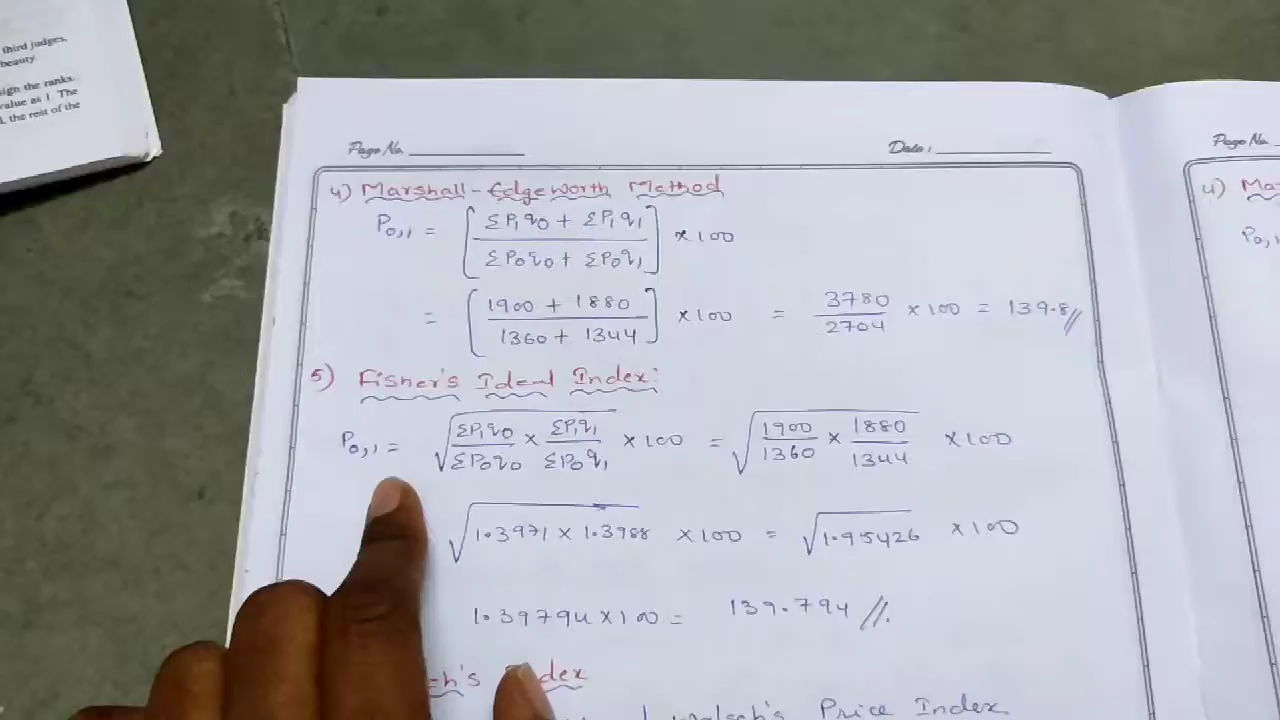 third judges,
beauty.
sign the ranks
value as 1. The
l, the rest of the
Page No.
Date:
4) Marshall-Edgeworth Method
P0,1 = [ΣP1q0 + ΣP1q1 / ΣP0q0 + ΣP0q1] × 100
= [1900 + 1880 / 1360 + 1344] × 100 = 3780 / 2704 × 100 = 139.8//
5) Fisher's Ideal Index:
P0,1 = √(ΣP1q0 / ΣP0q0 × ΣP1q1 / ΣP0q1) × 100 = √(1900 / 1360 × 1880 / 1344) × 100
√(1.3971 × 1.3988) × 100 = √1.95426 × 100
1.39794 × 100 = 139.794 //.
ch's Index
Walsch's Price Index
Page No.
4) Ma
P0,1